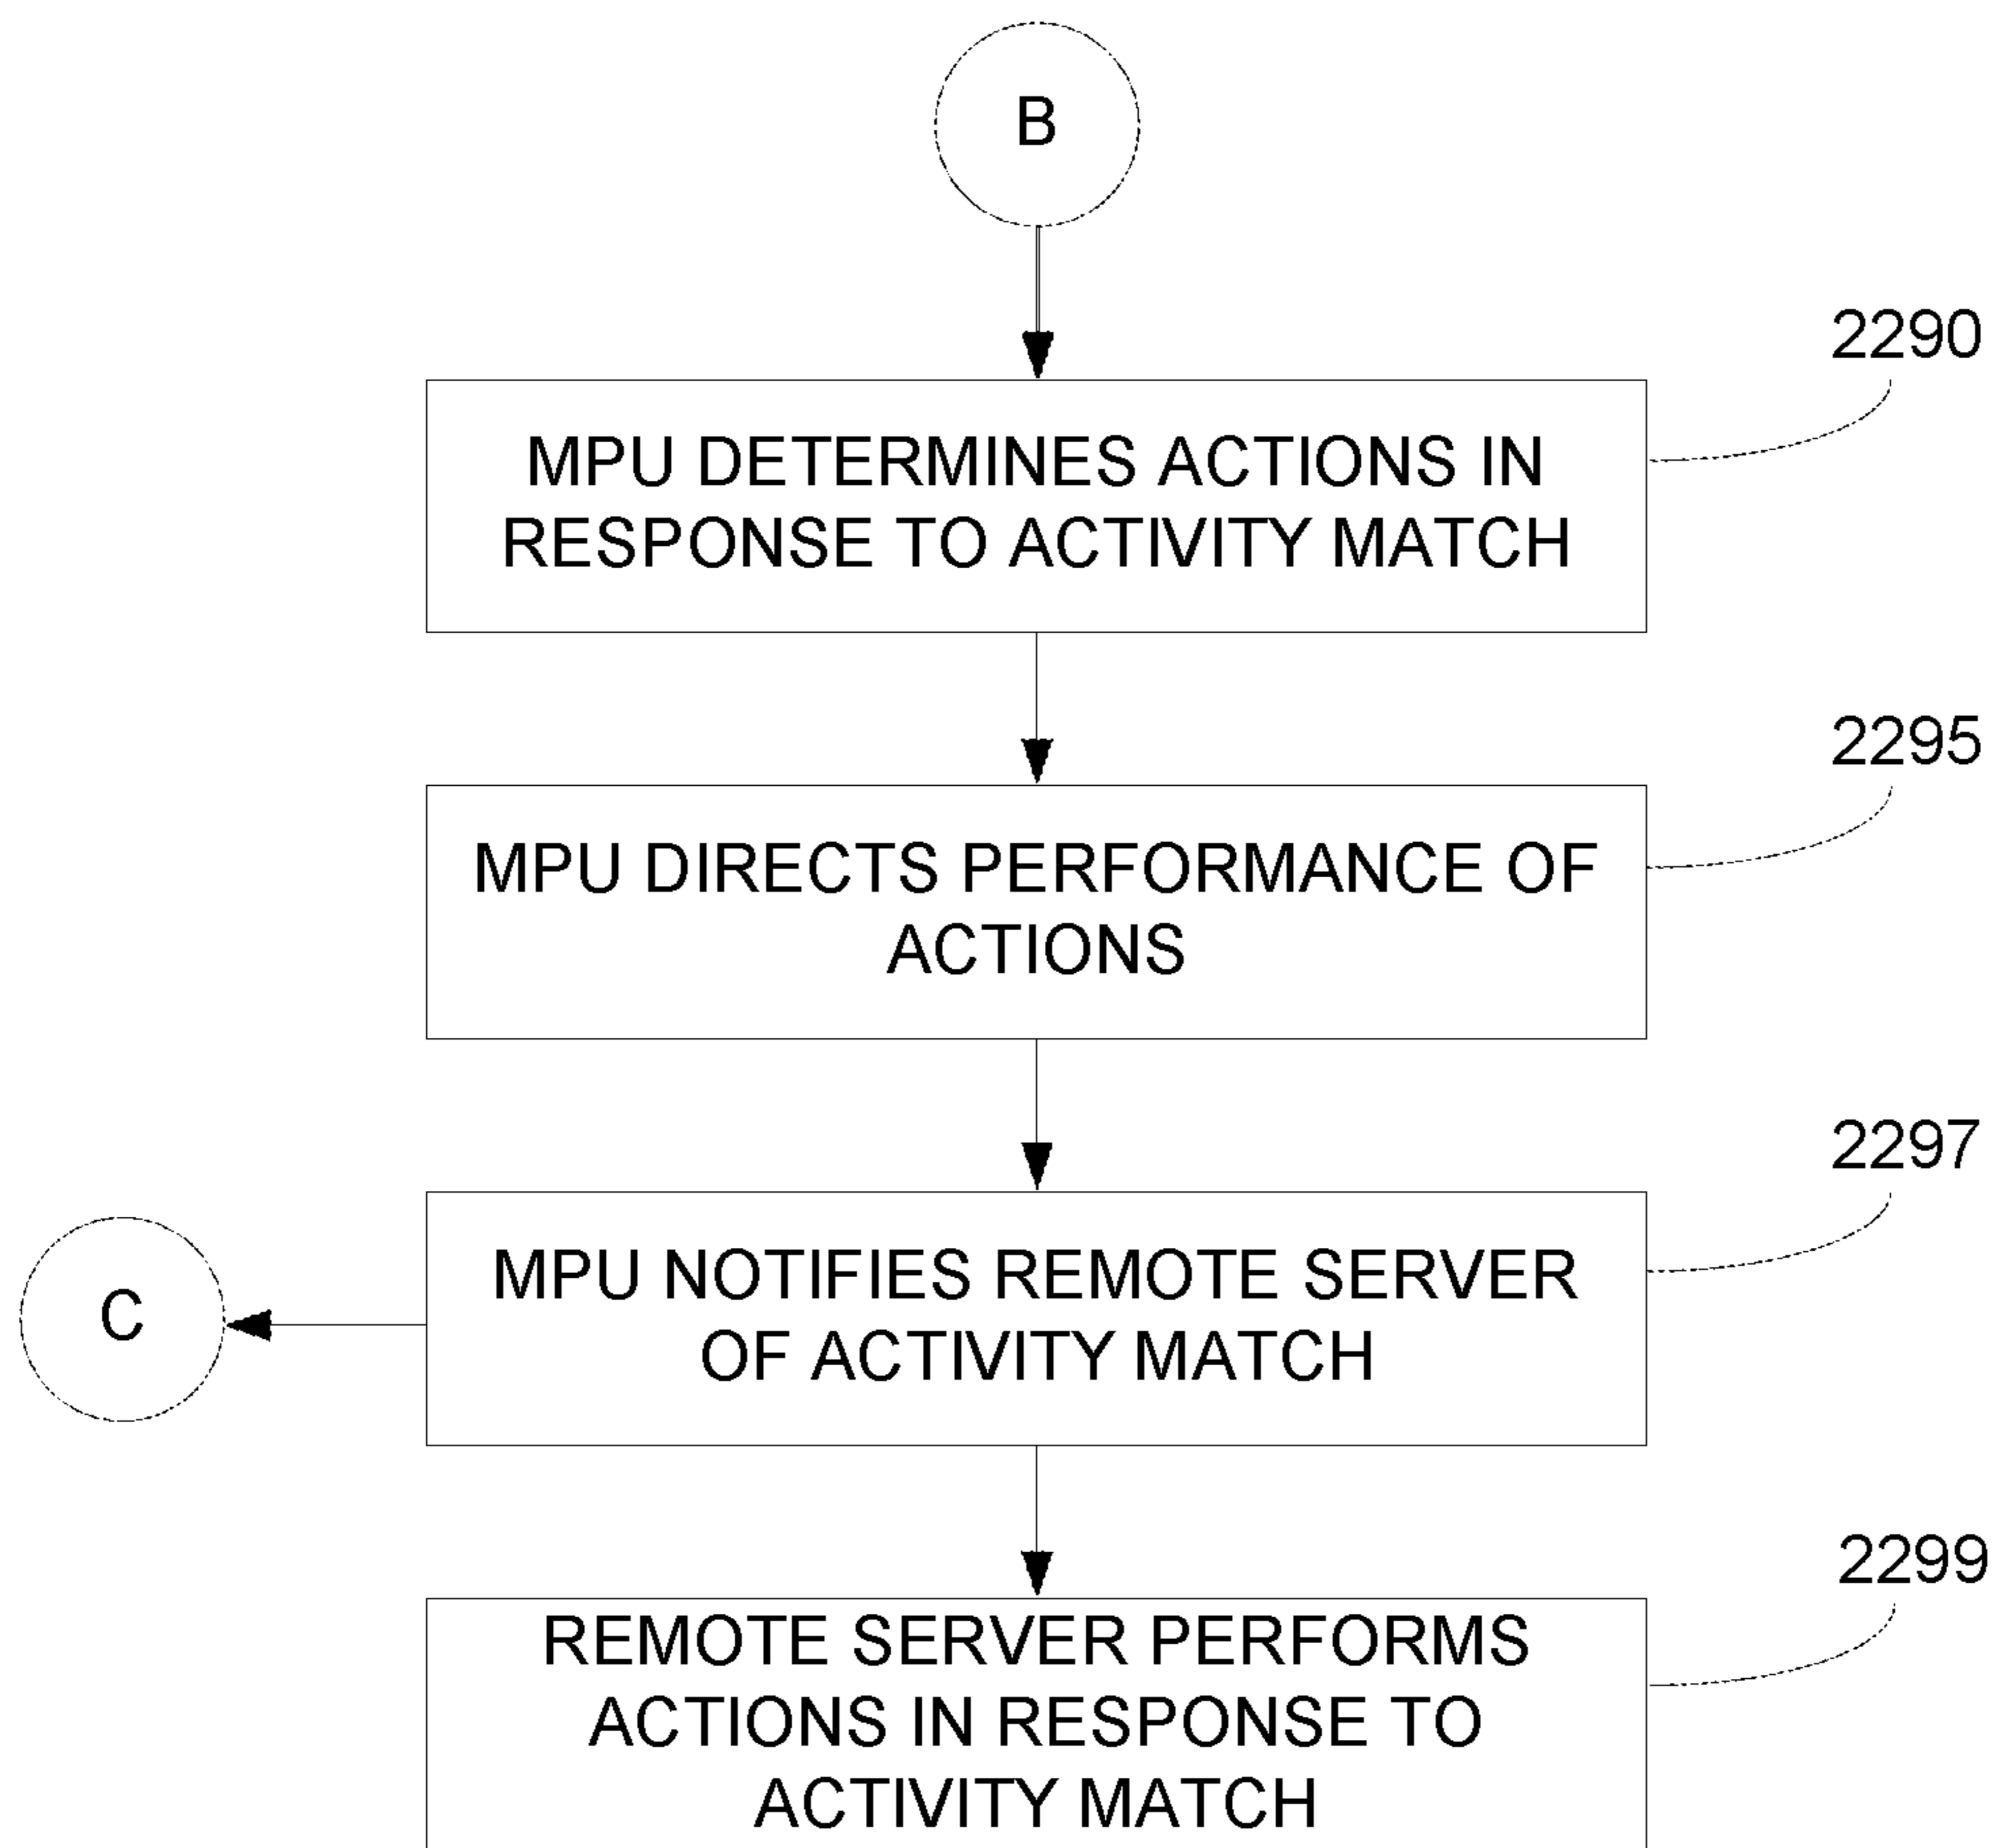 B
2290
MPU DETERMINES ACTIONS IN
RESPONSE TO ACTIVITY MATCH
2295
MPU DIRECTS PERFORMANCE OF
ACTIONS
2297
MPU NOTIFIES REMOTE SERVER
OF ACTIVITY MATCH
C
2299
REMOTE SERVER PERFORMS
ACTIONS IN RESPONSE TO
ACTIVITY MATCH